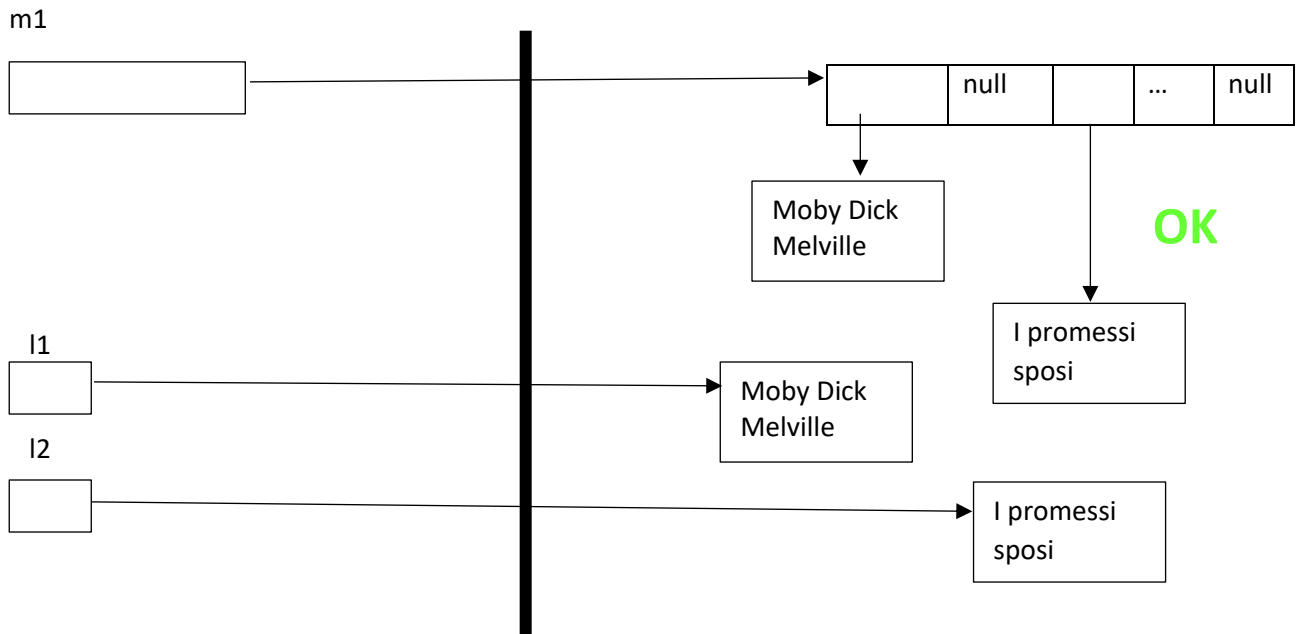 m1
null
...
null
Moby Dick
Melville
OK
I promessi
sposi
l1
Moby Dick
Melville
l2
I promessi
sposi